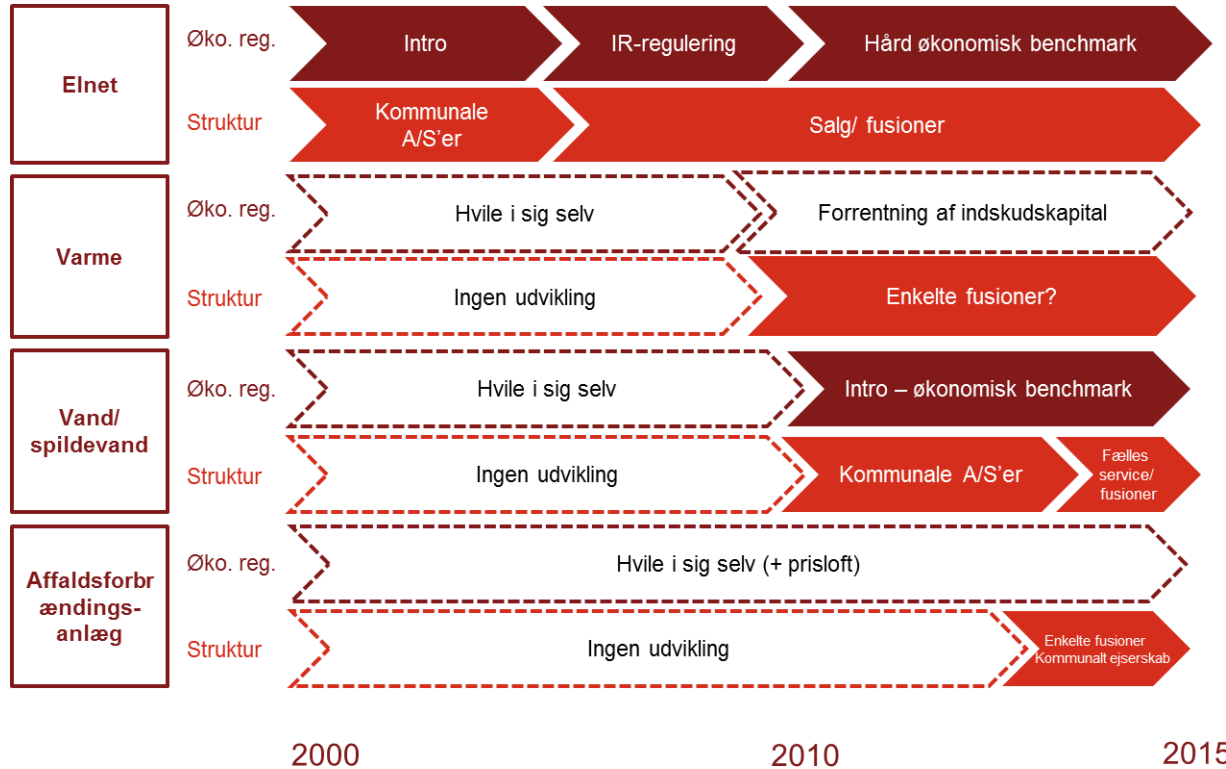 Elnet
Øko. reg.
Intro
IR-regulering
Hård økonomisk benchmark
Struktur
Kommunale
A/S'er
Salg/ fusioner
Varme
Øko. reg.
Hvile i sig selv
Forrentning af indskudskapital
Struktur
Ingen udvikling
Enkelte fusioner?
Vand/
spildevand
Øko. reg.
Hvile i sig selv
Intro – økonomisk benchmark
Struktur
Ingen udvikling
Kommunale A/S'er
Fælles
service/
fusioner
Affaldsforbr
ændings-
anlæg
Øko. reg.
Hvile i sig selv (+ prisloft)
Struktur
Ingen udvikling
Enkelte fusioner
Kommunalt ejserskab
2000
2010
2015